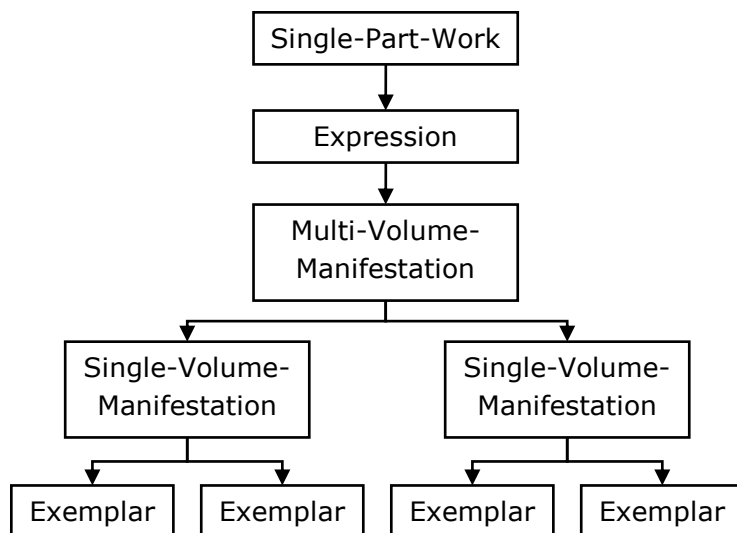 Single-Part-Work
Expression
Multi-Volume-
Manifestation
Single-Volume-
Manifestation
Single-Volume-
Manifestation
Exemplar
Exemplar
Exemplar
Exemplar